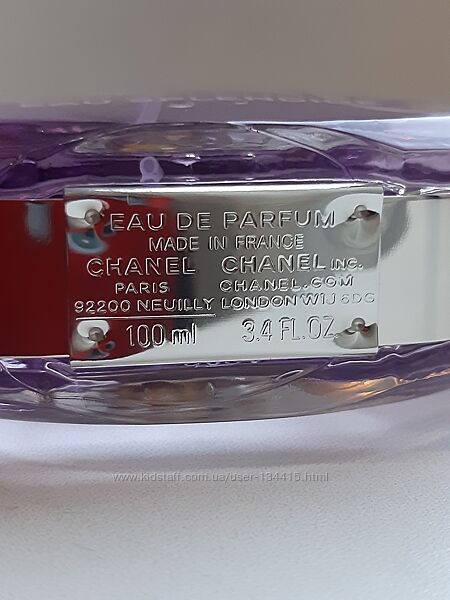 EAU DE PARFUM
MADE IN FRANCE
CHANEL CHANEL INC.
PARIS CHANEL.COM
92200 NEUILLY LONDON W1J 6DG
100 ml 3.4 FL.OZ.
www.kidstaff.com.ua/user-134415.html